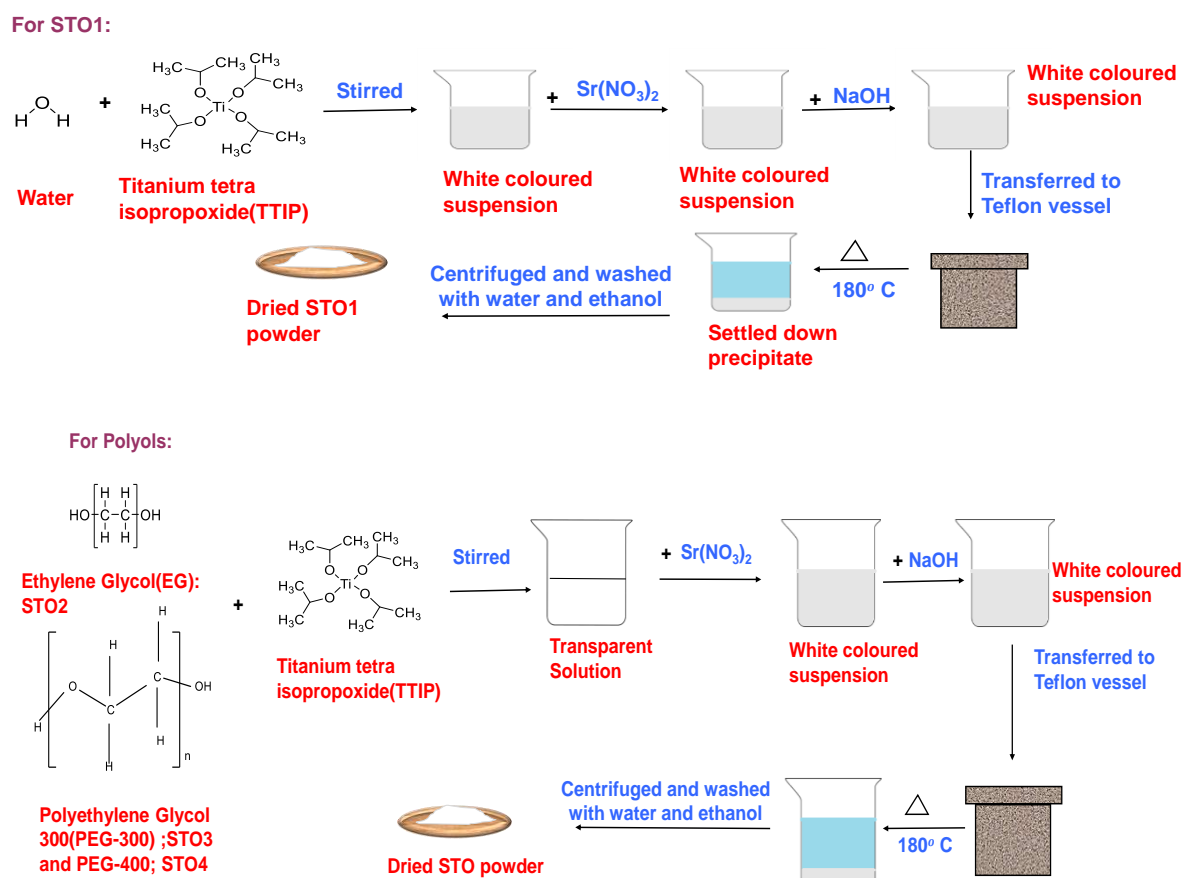 For STO1:
H
O
H
+
H₃C
CH₃
H₃C
CH₃
O
O
Ti
O
O
H₃C
CH₃
H₃C
CH₃
Stirred
+ Sr(NO₃)₂
+ NaOH
White coloured
suspension
Water
Titanium tetra
isopropoxide(TTIP)
White coloured
suspension
White coloured
suspension
Transferred to
Teflon vessel
Dried STO1
powder
Centrifuged and washed
with water and ethanol
Settled down
precipitate
180° C
For Polyols:
H H
HO C C OH
H H
Ethylene Glycol(EG):
STO2
H
H
O
C
C
OH
H
H
H
n
Polyethylene Glycol
300(PEG-300) ;STO3
and PEG-400; STO4
+
H₃C
CH₃
H₃C
CH₃
O
O
Ti
O
O
H₃C
CH₃
H₃C
CH₃
Titanium tetra
isopropoxide(TTIP)
Stirred
Transparent
Solution
+ Sr(NO₃)₂
White coloured
suspension
+ NaOH
White coloured
suspension
Transferred to
Teflon vessel
Centrifuged and washed
with water and ethanol
180° C
Dried STO powder